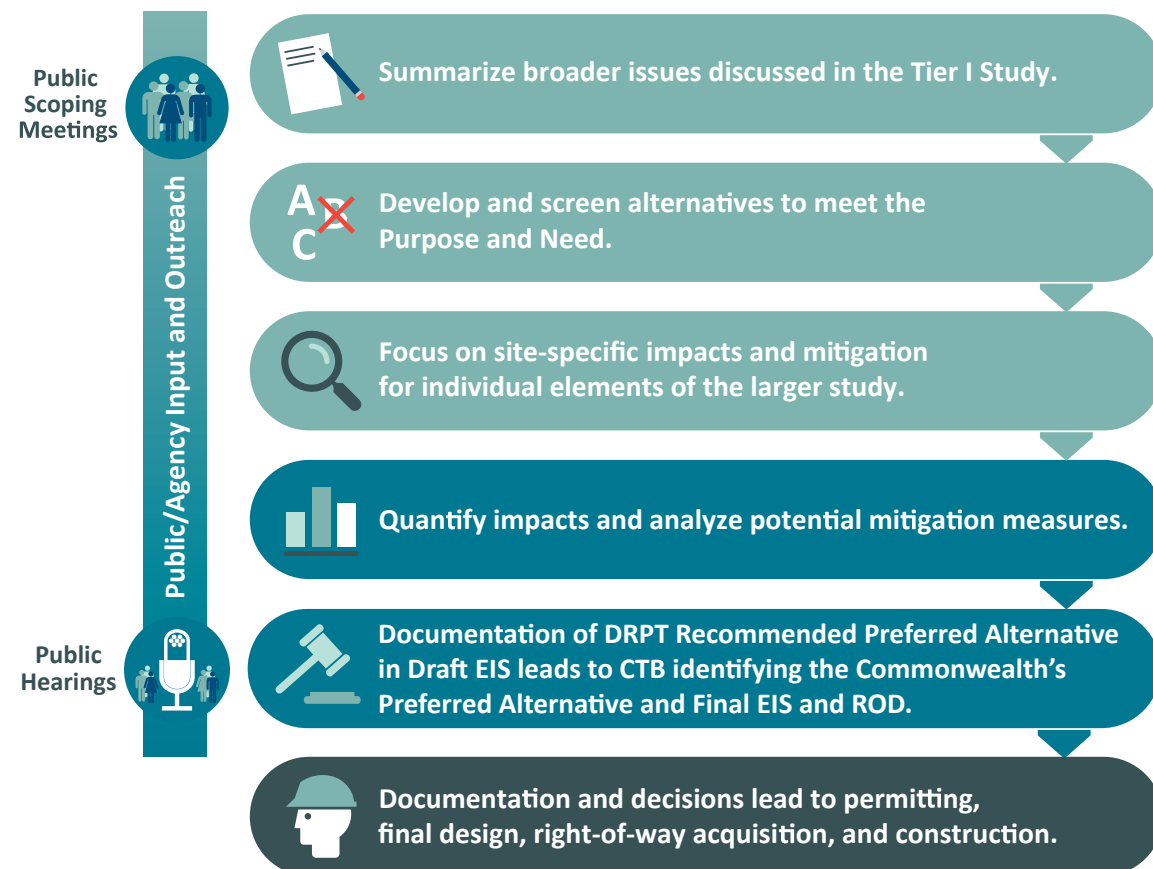 Public
Scoping
Meetings
Summarize broader issues discussed in the Tier I Study.
A
B
C
Develop and screen alternatives to meet the
Purpose and Need.
Public/Agency Input and Outreach
Focus on site-specific impacts and mitigation
for individual elements of the larger study.
Quantify impacts and analyze potential mitigation measures.
Public
Hearings
Documentation of DRPT Recommended Preferred Alternative
in Draft EIS leads to CTB identifying the Commonwealth's
Preferred Alternative and Final EIS and ROD.
Documentation and decisions lead to permitting,
final design, right-of-way acquisition, and construction.